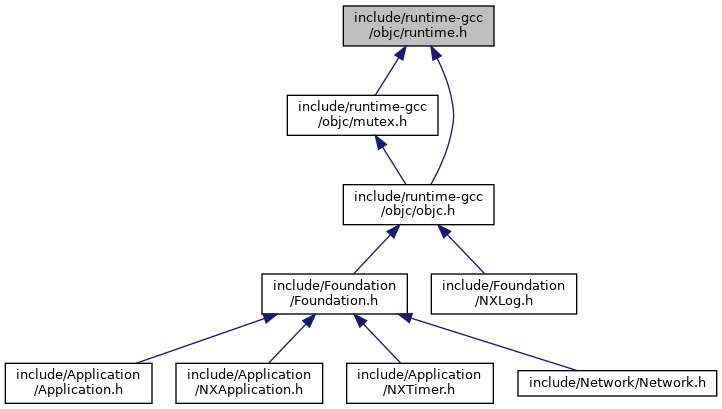 include/runtime-gcc
/objc/runtime.h
include/runtime-gcc
/objc/mutex.h
include/runtime-gcc
/objc/objc.h
include/Foundation
/Foundation.h
include/Foundation
/NXLog.h
include/Application
/Application.h
include/Application
/NXApplication.h
include/Application
/NXTimer.h
include/Network/Network.h